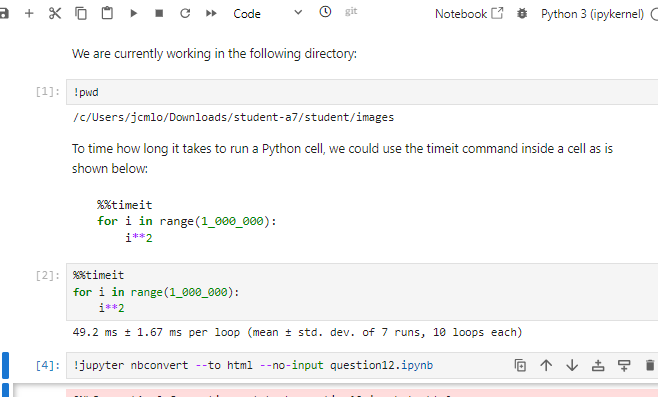 Code git Notebook Python 3 (ipykernel)
We are currently working in the following directory:
[1]: !pwd
/c/Users/jcmlo/Downloads/student-a7/student/images
To time how long it takes to run a Python cell, we could use the timeit command inside a cell as is
shown below:
%%timeit
for i in range(1_000_000):
i**2
[2]: %%timeit
for i in range(1_000_000):
i**2
49.2 ms ± 1.67 ms per loop (mean ± std. dev. of 7 runs, 10 loops each)
[4]: !jupyter nbconvert --to html --no-input question12.ipynb